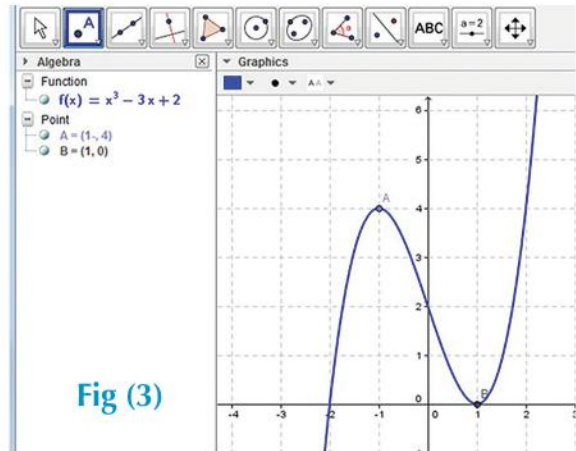 A
ABC
a=2
Algebra
Graphics
Function
f(x) = x³ − 3x + 2
Point
A = (1-, 4)
B = (1, 0)
AA
6
5
4
3
2
1
0
-4 -3 -2 -1 0 1 2 3
A
B
Fig (3)